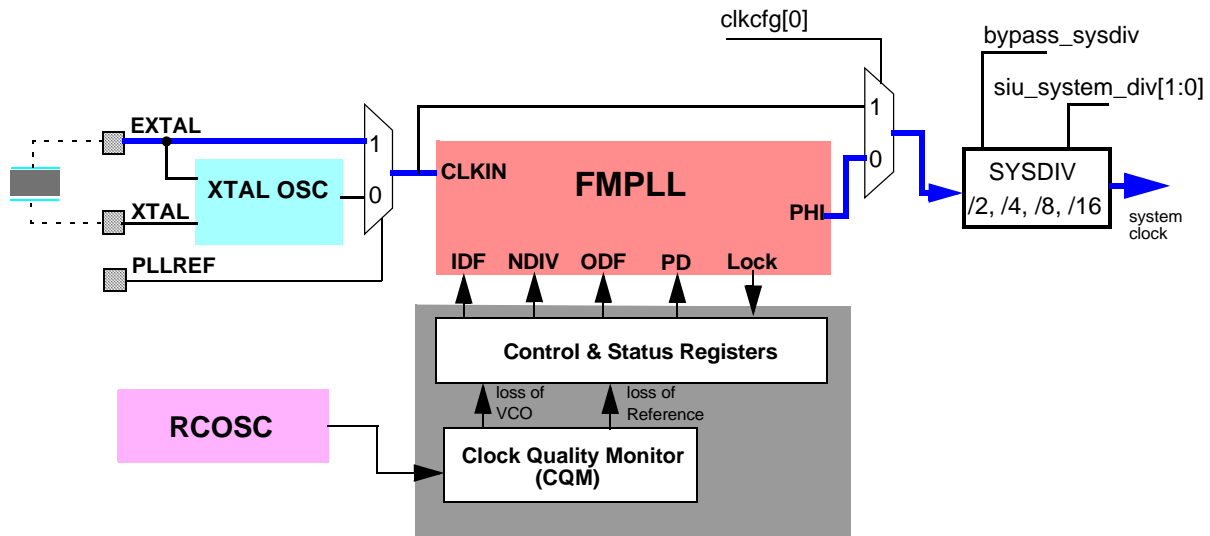 clkcfg[0]
bypass_sysdiv
siu_system_div[1:0]
EXTAL
1
XTAL OSC
0
XTAL
PLLREF
CLKIN
FMPLL
PHI
1
0
SYSDIV
/2, /4, /8, /16
system
clock
IDF
NDIV
ODF
PD
Lock
Control & Status Registers
loss of
VCO
loss of
Reference
RCOSC
Clock Quality Monitor
(CQM)